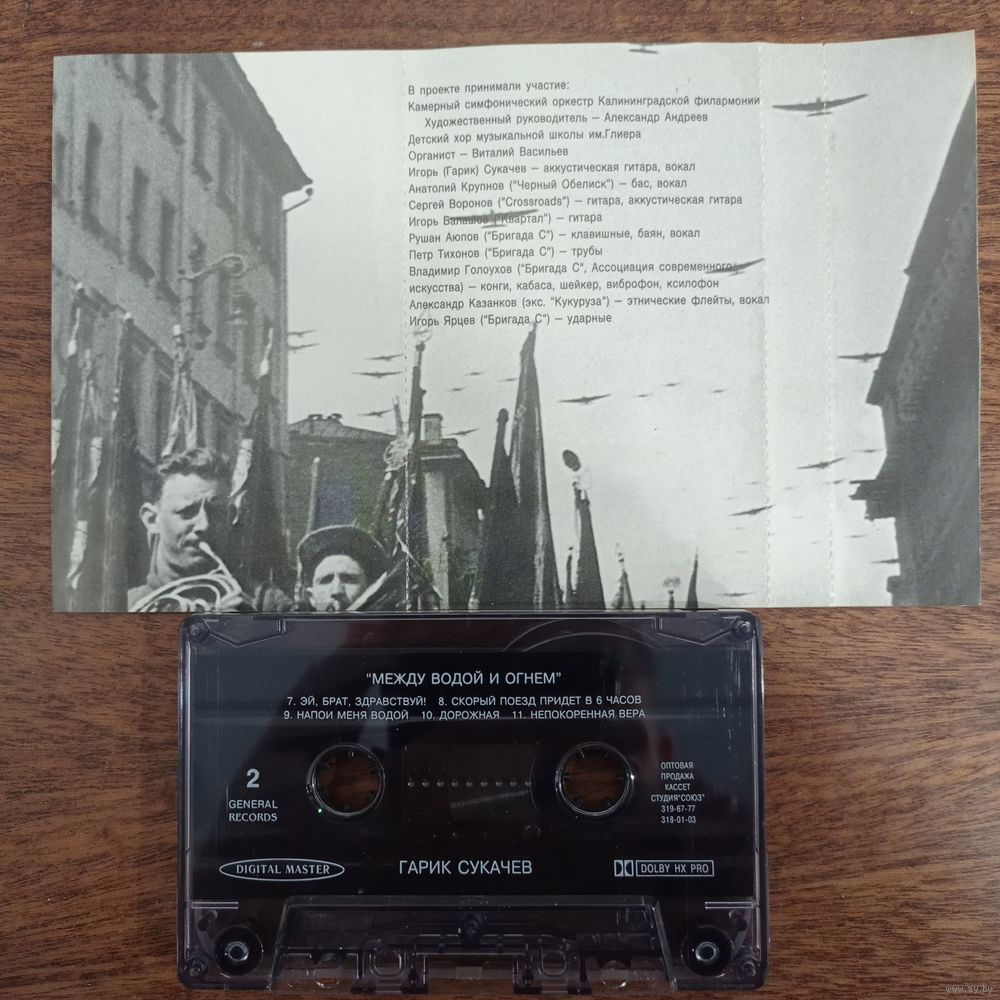 В проекте принимали участие:
Камерный симфонический оркестр Калининградской филармонии
Художественный руководитель – Александр Андреев
Детский хор музыкальной школы им.Глиера
Органист – Виталий Васильев
Игорь (Гарик) Сукачев – аккустическая гитара, вокал
Анатолий Крупнов ("Черный Обелиск") – бас, вокал
Сергей Воронов ("Crossroads") – гитара, аккустическая гитара
Игорь Балашов ("Квартал") – гитара
Рушан Аюпов ("Бригада С") – клавишные, баян, вокал
Петр Тихонов ("Бригада С") – трубы
Владимир Голоухов ("Бригада С", Ассоциация современного
искусства) – конги, кабаса, шейкер, виброфон, ксилофон
Александр Казанков (экс. "Кукуруза") – этнические флейты, вокал
Игорь Ярцев ("Бригада С") – ударные
"МЕЖДУ ВОДОЙ И ОГНЕМ"
7. ЭЙ, БРАТ, ЗДРАВСТВУЙ! 8. СКОРЫЙ ПОЕЗД ПРИДЕТ В 6 ЧАСОВ
9. НАПОИ МЕНЯ ВОДОЙ 10. ДОРОЖНАЯ 11. НЕПОКОРЕННАЯ ВЕРА
2
GENERAL
RECORDS
ОПТОВАЯ
ПРОДАЖА
КАССЕТ
СТУДИЯ"СОЮЗ"
319-67-77
318-01-03
DIGITAL MASTER
ГАРИК СУКАЧЕВ
DOLBY HX PRO
www.ay.by